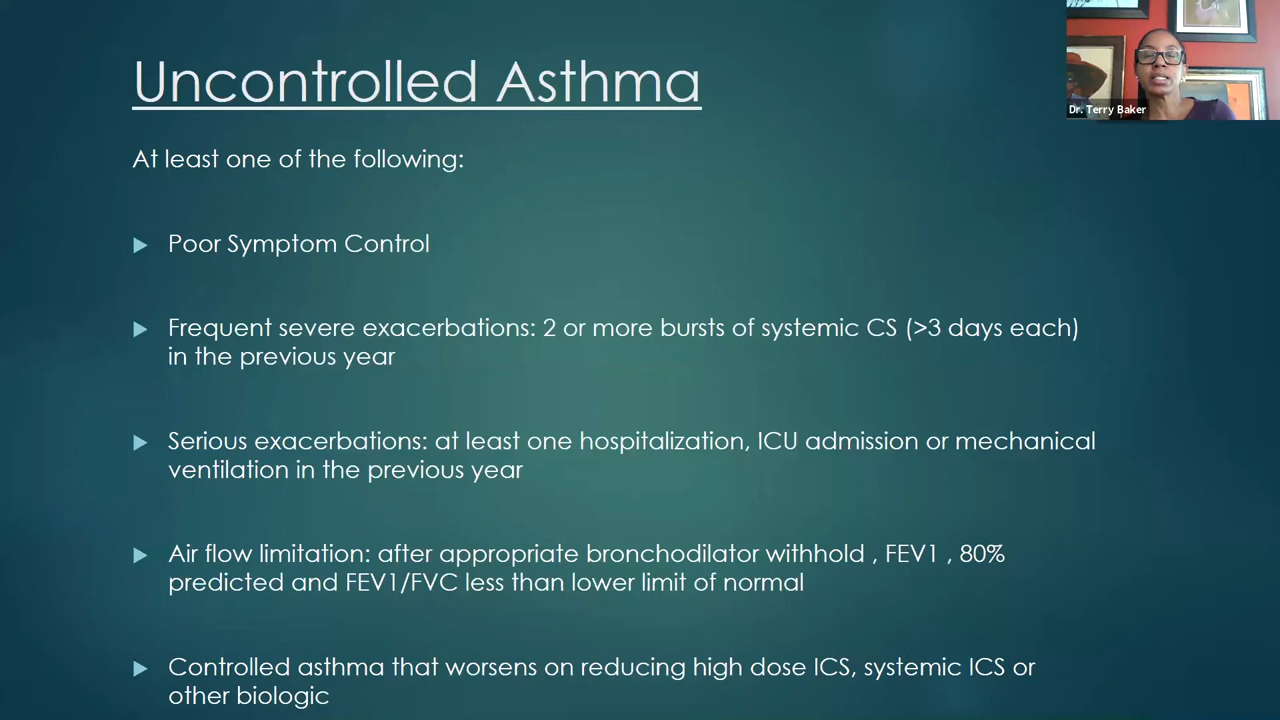 Uncontrolled Asthma
Dr. Terry Baker
At least one of the following:
Poor Symptom Control
Frequent severe exacerbations: 2 or more bursts of systemic CS (>3 days each)
in the previous year
Serious exacerbations: at least one hospitalization, ICU admission or mechanical
ventilation in the previous year
Air flow limitation: after appropriate bronchodilator withhold , FEV1 , 80%
predicted and FEV1/FVC less than lower limit of normal
Controlled asthma that worsens on reducing high dose ICS, systemic ICS or
other biologic